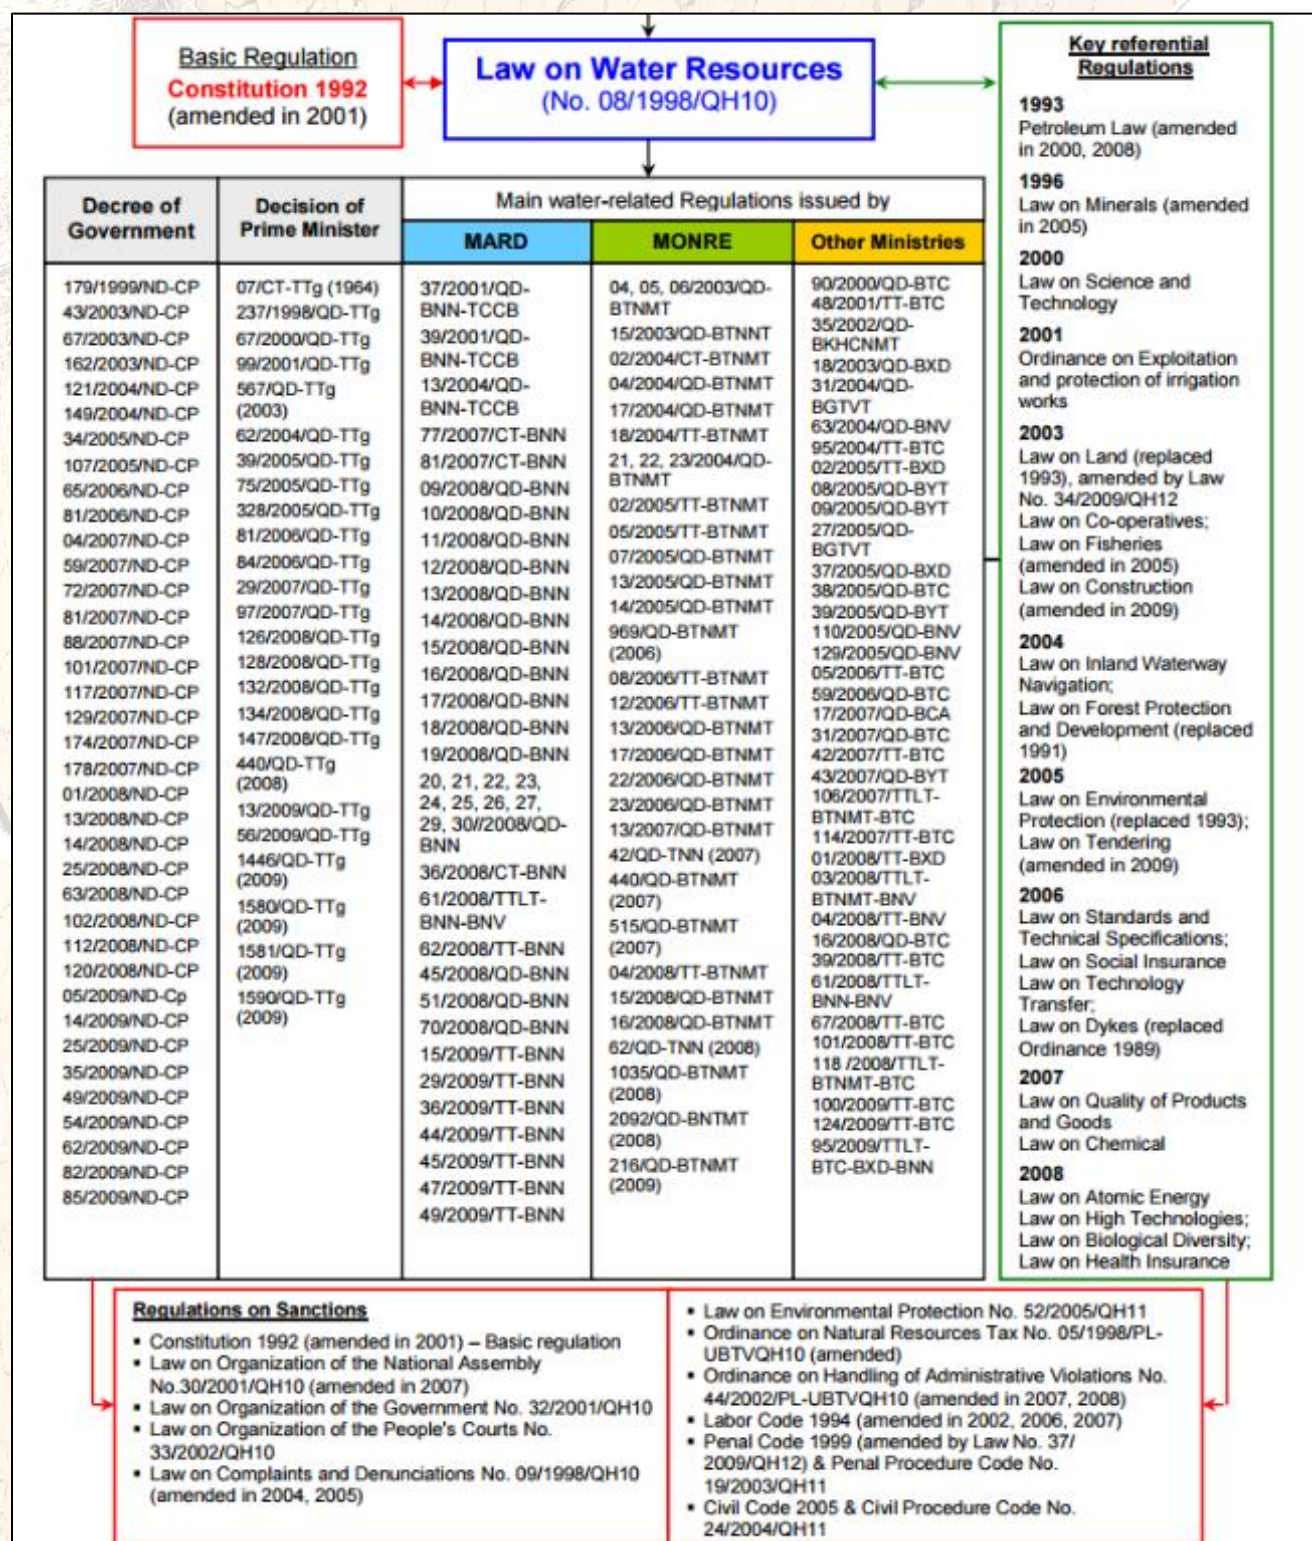 Basic Regulation
Constitution 1992
(amended in 2001)
Law on Water Resources
(No. 08/1998/QH10)
Decree of
Government
Decision of
Prime Minister
Main water-related Regulations issued by
MARD
MONRE
Other Ministries
179/1999/ND-CP
43/2003/ND-CP
67/2003/ND-CP
162/2003/ND-CP
121/2004/ND-CP
149/2004/ND-CP
34/2005/ND-CP
107/2005/ND-CP
65/2006/ND-CP
81/2006/ND-CP
04/2007/ND-CP
59/2007/ND-CP
72/2007/ND-CP
81/2007/ND-CP
88/2007/ND-CP
101/2007/ND-CP
117/2007/ND-CP
129/2007/ND-CP
174/2007/ND-CP
178/2007/ND-CP
01/2008/ND-CP
13/2008/ND-CP
14/2008/ND-CP
25/2008/ND-CP
63/2008/ND-CP
102/2008/ND-CP
112/2008/ND-CP
120/2008/ND-CP
05/2009/ND-Cp
14/2009/ND-CP
25/2009/ND-CP
35/2009/ND-CP
49/2009/ND-CP
54/2009/ND-CP
62/2009/ND-CP
82/2009/ND-CP
85/2009/ND-CP
07/CT-TTg (1964)
237/1998/QD-TTg
67/2000/QD-TTg
99/2001/QD-TTg
567/QD-TTg
(2003)
62/2004/QD-TTg
39/2005/QD-TTg
75/2005/QD-TTg
328/2005/QD-TTg
81/2006/QD-TTg
84/2006/QD-TTg
29/2007/QD-TTg
97/2007/QD-TTg
126/2008/QD-TTg
128/2008/QD-TTg
132/2008/QD-TTg
134/2008/QD-TTg
147/2008/QD-TTg
440/QD-TTg
(2008)
13/2009/QD-TTg
56/2009/QD-TTg
1446/QD-TTg
(2009)
1580/QD-TTg
(2009)
1581/QD-TTg
(2009)
1590/QD-TTg
(2009)
37/2001/QD-
BNN-TCCB
39/2001/QD-
BNN-TCCB
13/2004/QD-
BNN-TCCB
77/2007/CT-BNN
81/2007/CT-BNN
09/2008/QD-BNN
10/2008/QD-BNN
11/2008/QD-BNN
12/2008/QD-BNN
13/2008/QD-BNN
14/2008/QD-BNN
15/2008/QD-BNN
16/2008/QD-BNN
17/2008/QD-BNN
18/2008/QD-BNN
19/2008/QD-BNN
20, 21, 22, 23,
24, 25, 26, 27,
29, 30//2008/QD-
BNN
36/2008/CT-BNN
61/2008/TTLT-
BNN-BNV
62/2008/TT-BNN
45/2008/QD-BNN
51/2008/QD-BNN
70/2008/QD-BNN
15/2009/TT-BNN
29/2009/TT-BNN
36/2009/TT-BNN
44/2009/TT-BNN
45/2009/TT-BNN
47/2009/TT-BNN
49/2009/TT-BNN
04, 05, 06/2003/QD-
BTNMT
15/2003/QD-BTNNT
02/2004/CT-BTNMT
04/2004/QD-BTNMT
17/2004/QD-BTNMT
18/2004/TT-BTNMT
21, 22, 23/2004/QD-
BTNMT
02/2005/TT-BTNMT
05/2005/TT-BTNMT
07/2005/QD-BTNMT
13/2005/QD-BTNMT
14/2005/QD-BTNMT
969/QD-BTNMT
(2006)
08/2006/TT-BTNMT
12/2006/TT-BTNMT
13/2006/QD-BTNMT
17/2006/QD-BTNMT
22/2006/QD-BTNMT
23/2006/QD-BTNMT
13/2007/QD-BTNMT
42/QD-TNN (2007)
440/QD-BTNMT
(2007)
515/QD-BTNMT
(2007)
04/2008/TT-BTNMT
15/2008/QD-BTNMT
16/2008/QD-BTNMT
62/QD-TNN (2008)
1035/QD-BTNMT
(2008)
2092/QD-BNTMT
(2008)
216/QD-BTNMT
(2009)
90/2000/QD-BTC
48/2001/TT-BTC
35/2002/QD-
BKHCNMT
18/2003/QD-BXD
31/2004/QD-
BGTVT
63/2004/QD-BNV
95/2004/TT-BTC
02/2005/TT-BXD
08/2005/QD-BYT
09/2005/QD-BYT
27/2005/QD-
BGTVT
37/2005/QD-BXD
38/2005/QD-BTC
39/2005/QD-BYT
110/2005/QD-BNV
129/2005/QD-BNV
05/2006/TT-BTC
59/2006/QD-BTC
17/2007/QD-BCA
31/2007/QD-BTC
42/2007/TT-BTC
43/2007/QD-BYT
106/2007/TTLT-
BTNMT-BTC
114/2007/TT-BTC
01/2008/TT-BXD
03/2008/TTLT-
BTNMT-BNV
04/2008/TT-BNV
16/2008/QD-BTC
39/2008/TT-BTC
61/2008/TTLT-
BNN-BNV
67/2008/TT-BTC
101/2008/TT-BTC
118 /2008/TTLT-
BTNMT-BTC
100/2009/TT-BTC
124/2009/TT-BTC
95/2009/TTLT-
BTC-BXD-BNN
Key referential
Regulations
1993
Petroleum Law (amended
in 2000, 2008)
1996
Law on Minerals (amended
in 2005)
2000
Law on Science and
Technology
2001
Ordinance on Exploitation
and protection of irrigation
works
2003
Law on Land (replaced
1993), amended by Law
No. 34/2009/QH12
Law on Co-operatives;
Law on Fisheries
(amended in 2005)
Law on Construction
(amended in 2009)
2004
Law on Inland Waterway
Navigation;
Law on Forest Protection
and Development (replaced
1991)
2005
Law on Environmental
Protection (replaced 1993);
Law on Tendering
(amended in 2009)
2006
Law on Standards and
Technical Specifications;
Law on Social Insurance
Law on Technology
Transfer;
Law on Dykes (replaced
Ordinance 1989)
2007
Law on Quality of Products
and Goods
Law on Chemical
2008
Law on Atomic Energy
Law on High Technologies;
Law on Biological Diversity;
Law on Health Insurance
Regulations on Sanctions
▪ Constitution 1992 (amended in 2001) – Basic regulation
▪ Law on Organization of the National Assembly
No.30/2001/QH10 (amended in 2007)
▪ Law on Organization of the Government No. 32/2001/QH10
▪ Law on Organization of the People's Courts No.
33/2002/QH10
▪ Law on Complaints and Denunciations No. 09/1998/QH10
(amended in 2004, 2005)
▪ Law on Environmental Protection No. 52/2005/QH11
▪ Ordinance on Natural Resources Tax No. 05/1998/PL-
UBTVQH10 (amended)
▪ Ordinance on Handling of Administrative Violations No.
44/2002/PL-UBTVQH10 (amended in 2007, 2008)
▪ Labor Code 1994 (amended in 2002, 2006, 2007)
▪ Penal Code 1999 (amended by Law No. 37/
2009/QH12) & Penal Procedure Code No.
19/2003/QH11
▪ Civil Code 2005 & Civil Procedure Code No.
24/2004/QH11